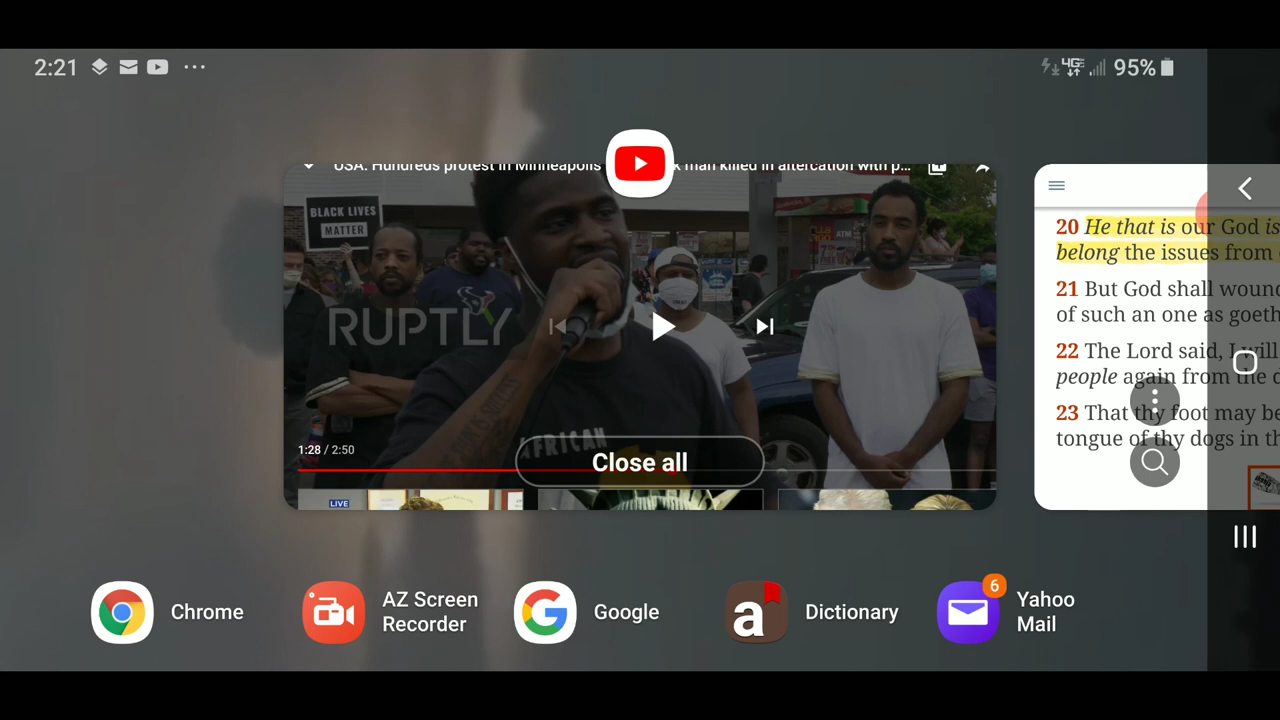 2:21
95%
USA: Hundreds protest in Minneapolis k man killed in altercation with p...
BLACK LIVES
MATTER
RUPTLY
ATM
AFRICAN
1:28 / 2:50
Close all
LIVE
20 He that is our God is
belong the issues from
21 But God shall wound
of such an one as goeth
22 The Lord said, I will
people again from the d
23 That thy foot may be
tongue of thy dogs in th
Chrome
AZ Screen
Recorder
Google
a
Dictionary
6
Yahoo
Mail